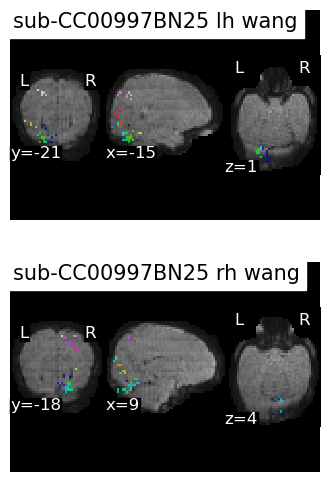 sub-CC00997BN25 lh wang
L R L R
y=-21 x=-15 z=1
sub-CC00997BN25 rh wang
L R L R
y=-18 x=9 z=4